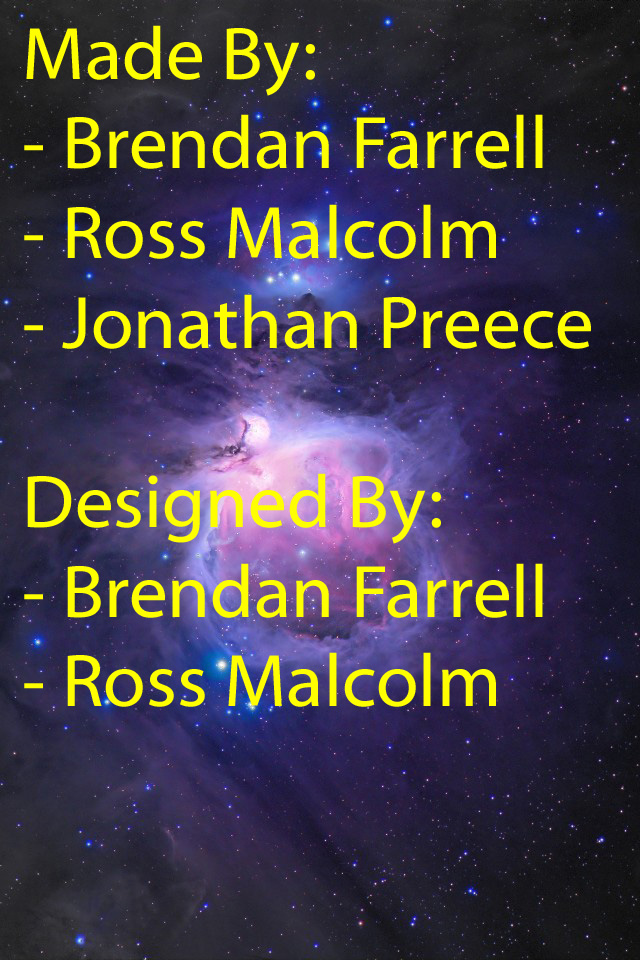 Made By:
- Brendan Farrell
- Ross Malcolm
- Jonathan Preece
Designed By:
- Brendan Farrell
- Ross Malcolm